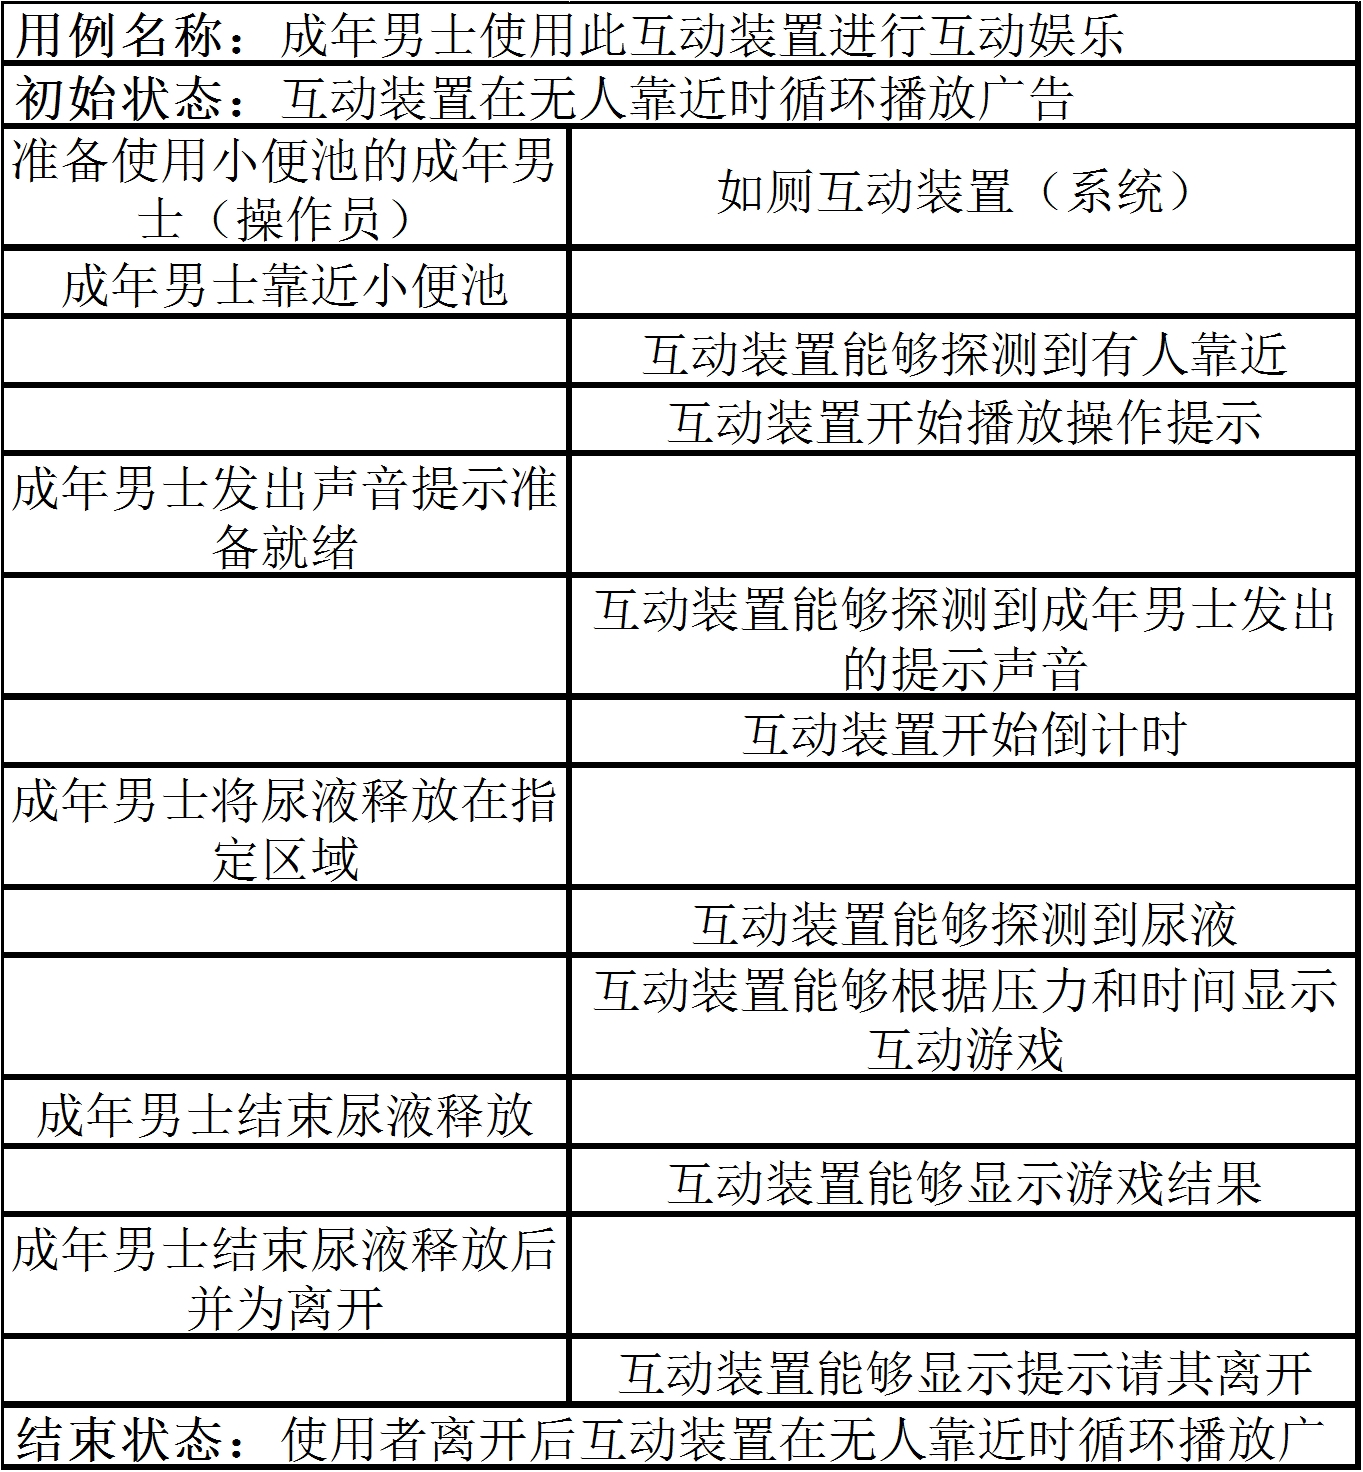 用例名称：成年男士使用此互动装置进行互动娱乐
初始状态：互动装置在无人靠近时循环播放广告
准备使用小便池的成年男
士（操作员）
如厕互动装置（系统）
成年男士靠近小便池
互动装置能够探测到有人靠近
互动装置开始播放操作提示
成年男士发出声音提示准
备就绪
互动装置能够探测到成年男士发出
的提示声音
互动装置开始倒计时
成年男士将尿液释放在指
定区域
互动装置能够探测到尿液
互动装置能够根据压力和时间显示
互动游戏
成年男士结束尿液释放
互动装置能够显示游戏结果
成年男士结束尿液释放后
并为离开
互动装置能够显示提示请其离开
结束状态：使用者离开后互动装置在无人靠近时循环播放广